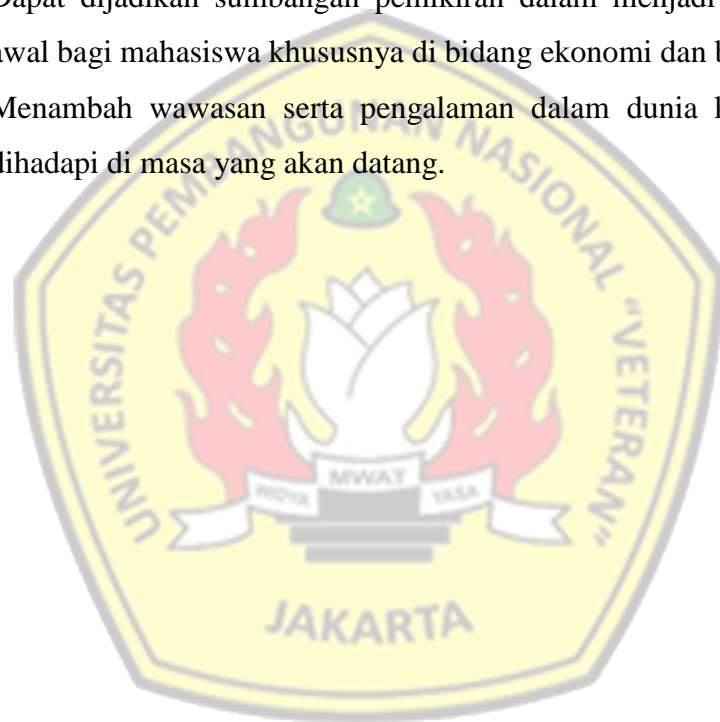 Dapat dijadikan sumbangan pemikiran dalam menjadi
awal bagi mahasiswa khususnya di bidang ekonomi dan b
Menambah wawasan serta pengalaman dalam dunia
dihadapi di masa yang akan datang.
UNIVERSITAS PEMBANGUNAN NASIONAL "VETERAN"
WIDYA MWAT YASA
JAKARTA